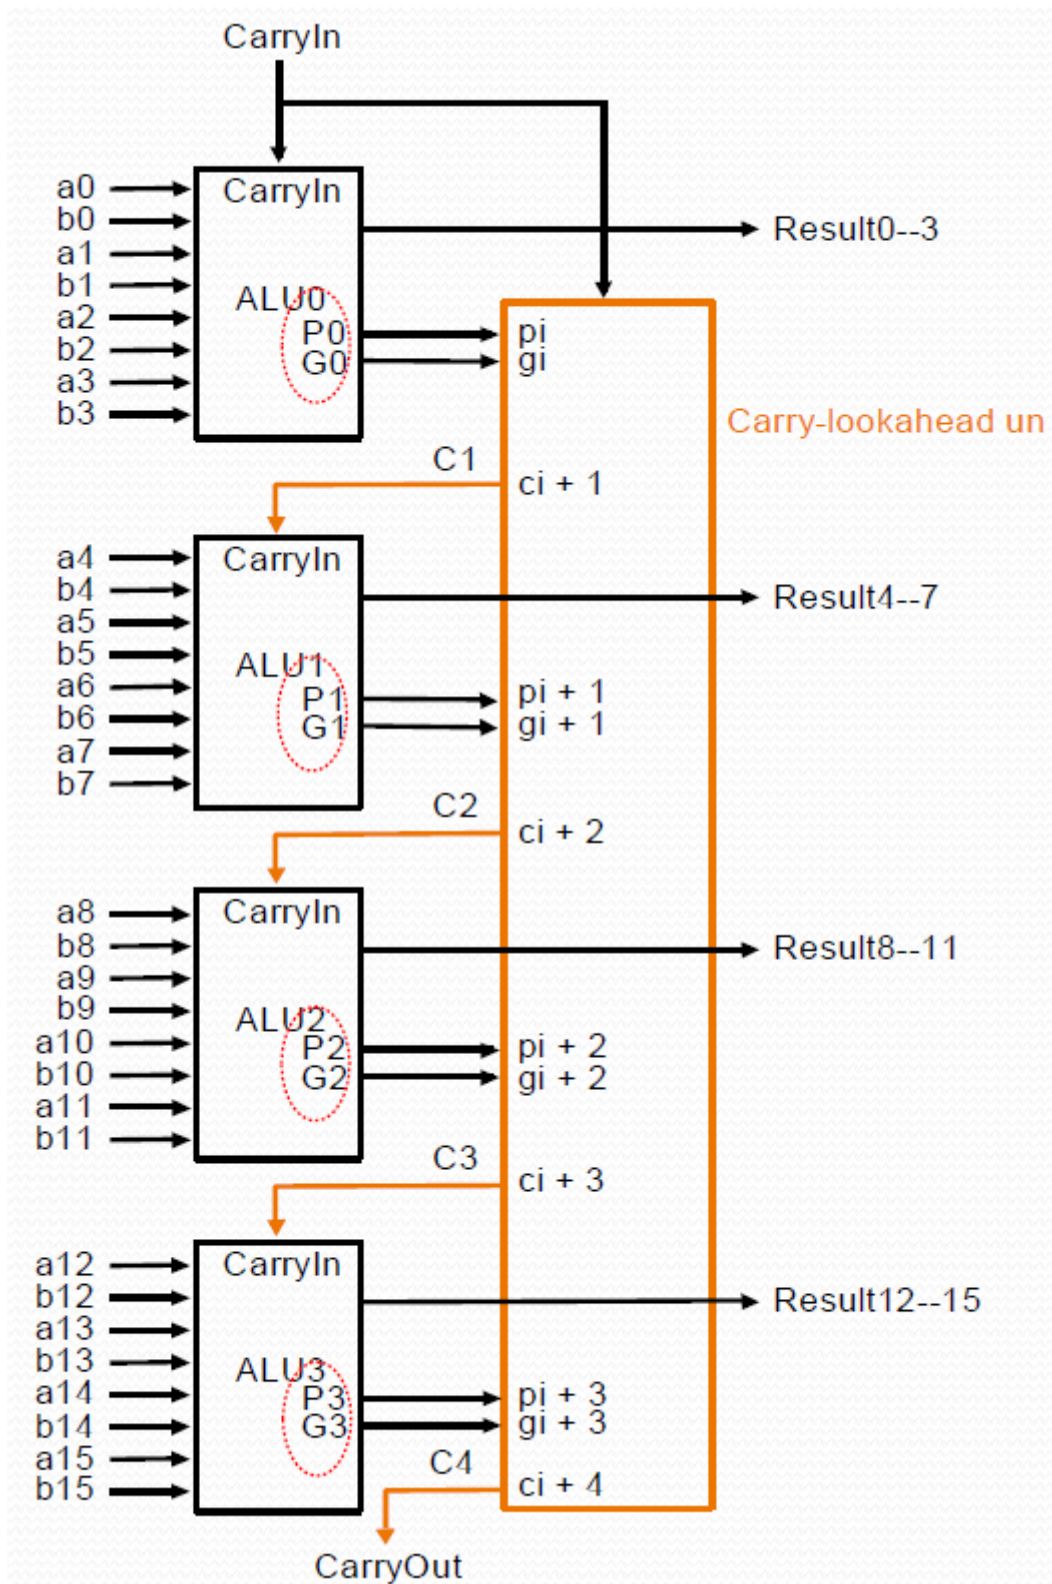 CarryIn
a0
b0
a1
b1
a2
b2
a3
b3
CarryIn
ALU0
P0
G0
Result0--3
pi
gi
Carry-lookahead un
C1
ci + 1
a4
b4
a5
b5
a6
b6
a7
b7
CarryIn
ALU1
P1
G1
Result4--7
pi + 1
gi + 1
C2
ci + 2
a8
b8
a9
b9
a10
b10
a11
b11
CarryIn
ALU2
P2
G2
Result8--11
pi + 2
gi + 2
C3
ci + 3
a12
b12
a13
b13
a14
b14
a15
b15
CarryIn
ALU3
P3
G3
Result12--15
pi + 3
gi + 3
C4
ci + 4
CarryOut